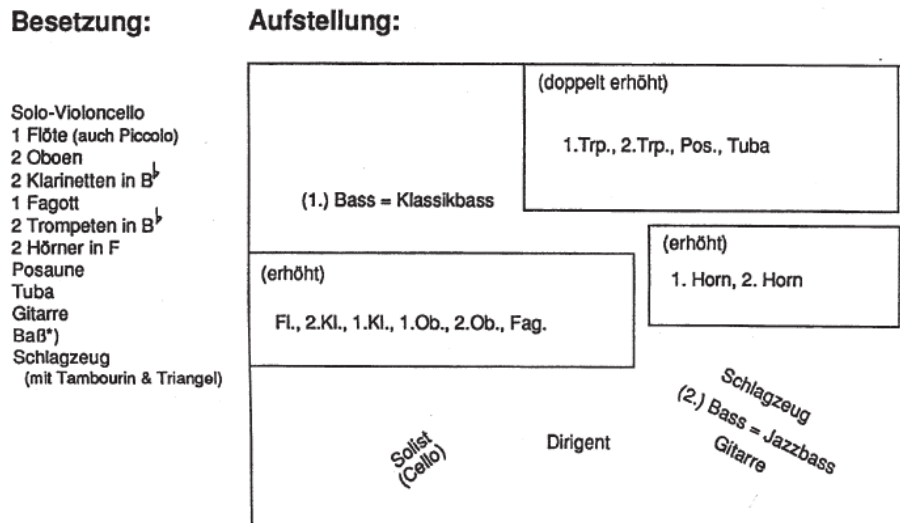 Besetzung:
Solo-Violoncello
1 Flöte (auch Piccolo)
2 Oboen
2 Klarinetten in B♭
1 Fagott
2 Trompeten in B♭
2 Hörner in F
Posaune
Tuba
Gitarre
Baß*)
Schlagzeug
(mit Tambourin & Triangel)
Aufstellung:
(doppelt erhöht)
1.Trp., 2.Trp., Pos., Tuba
(1.) Bass = Klassikbass
(erhöht)
1. Horn, 2. Horn
(erhöht)
Fl., 2.Kl., 1.Kl., 1.Ob., 2.Ob., Fag.
Solist
(Cello)
Dirigent
Schlagzeug
(2.) Bass = Jazzbass
Gitarre